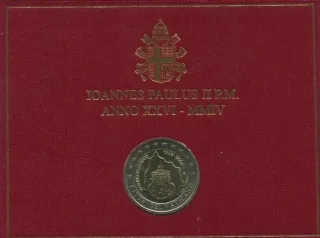 IOANNES PAULUS II P.M.
ANNO XXVI - MMIV